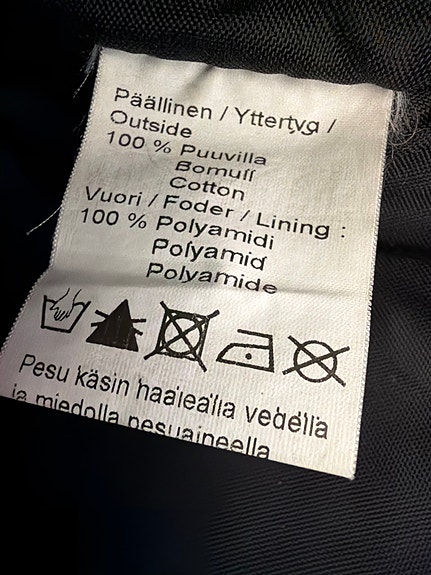 Päällinen / Yttertyg /
Outside
100 % Puuvilla
Bomull
Cotton
Vuori / Foder / Lining :
100 % Polyamidi
Polyamid
Polyamide
Pesu käsin haalealla vedellä
ja miedolla pesuaineella